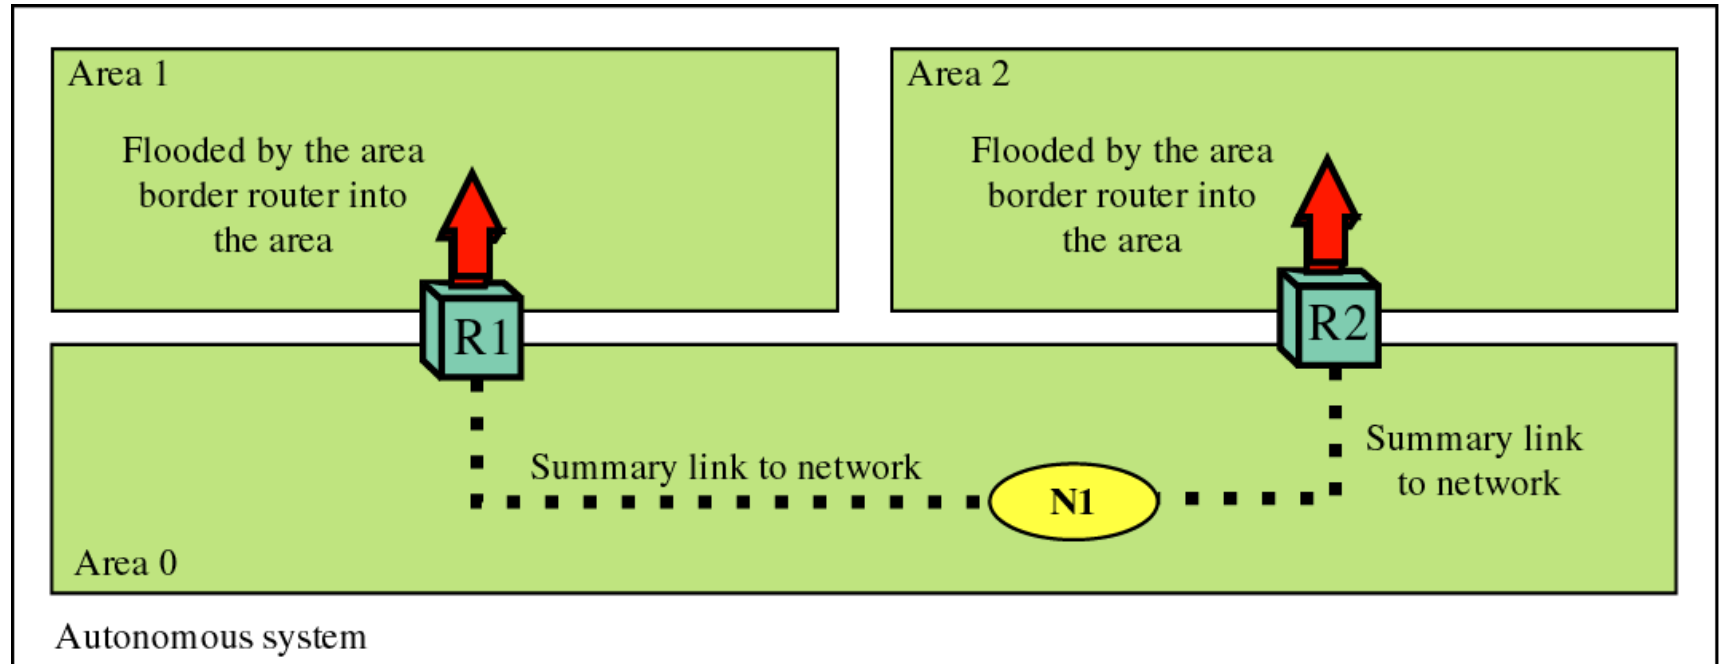 Area 1
Flooded by the area
border router into
the area
R1
Area 2
Flooded by the area
border router into
the area
R2
Summary link to network
N1
Summary link
to network
Area 0
Autonomous system